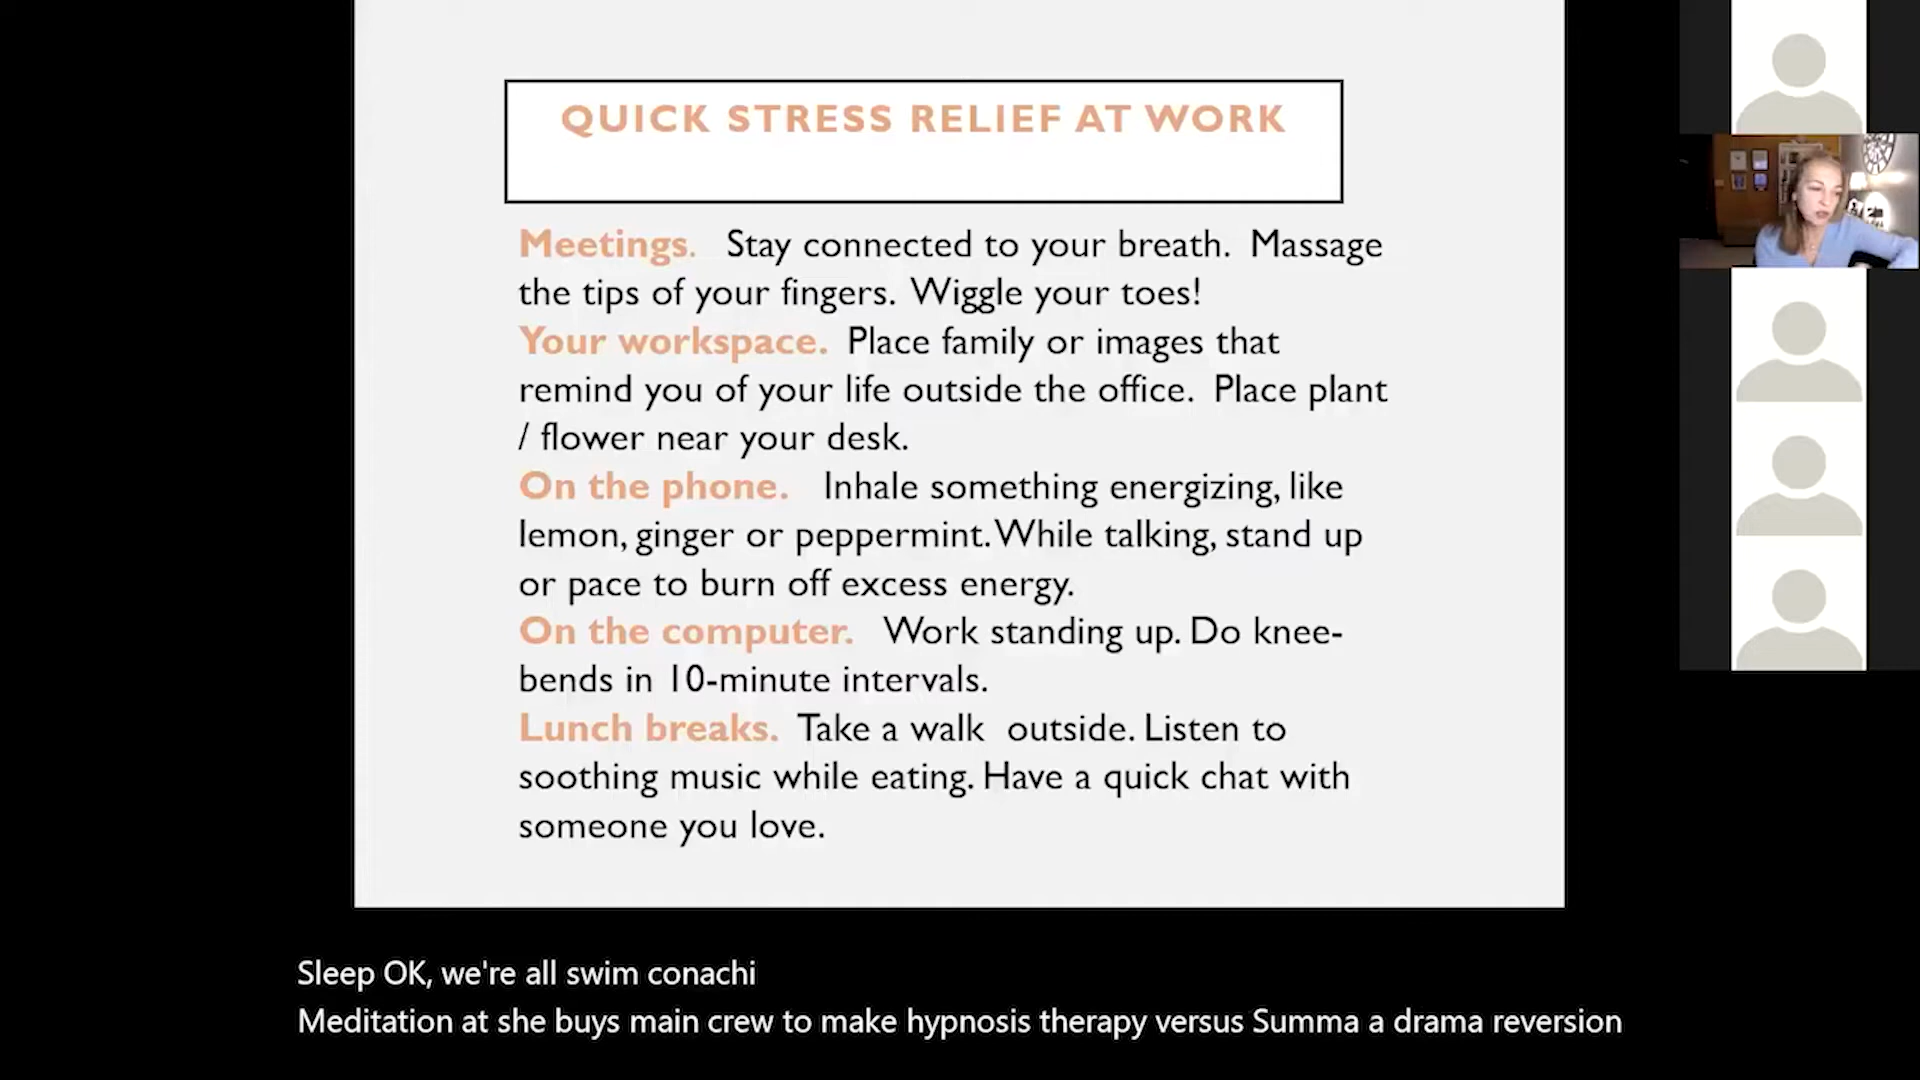 QUICK STRESS RELIEF AT WORK
Meetings. Stay connected to your breath. Massage
the tips of your fingers. Wiggle your toes!
Your workspace. Place family or images that
remind you of your life outside the office. Place plant
/ flower near your desk.
On the phone. Inhale something energizing, like
lemon, ginger or peppermint. While talking, stand up
or pace to burn off excess energy.
On the computer. Work standing up. Do knee-
bends in 10-minute intervals.
Lunch breaks. Take a walk outside. Listen to
soothing music while eating. Have a quick chat with
someone you love.
Sleep OK, we're all swim conachi
Meditation at she buys main crew to make hypnosis therapy versus Summa a drama reversion